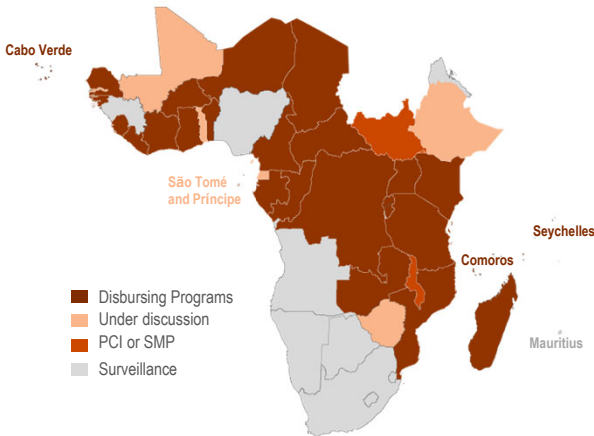 Cabo Verde
São Tomé
and Príncipe
Seychelles
Comoros
Mauritius
Disbursing Programs
Under discussion
PCI or SMP
Surveillance